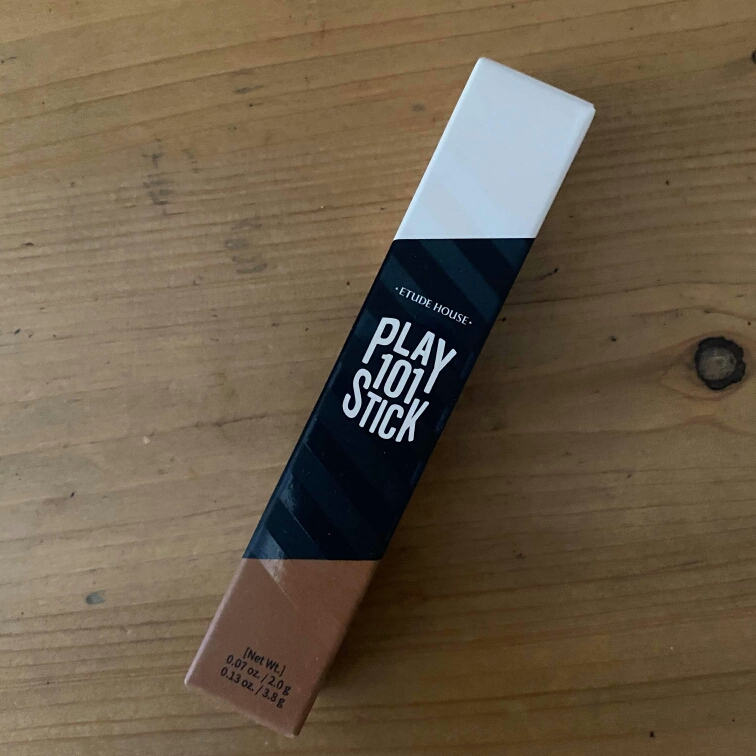 ·ETUDE HOUSE·
PLAY
101
STICK
[Net Wt.]
0.07 oz. / 2.0 g
0.13 oz. / 3.8 g